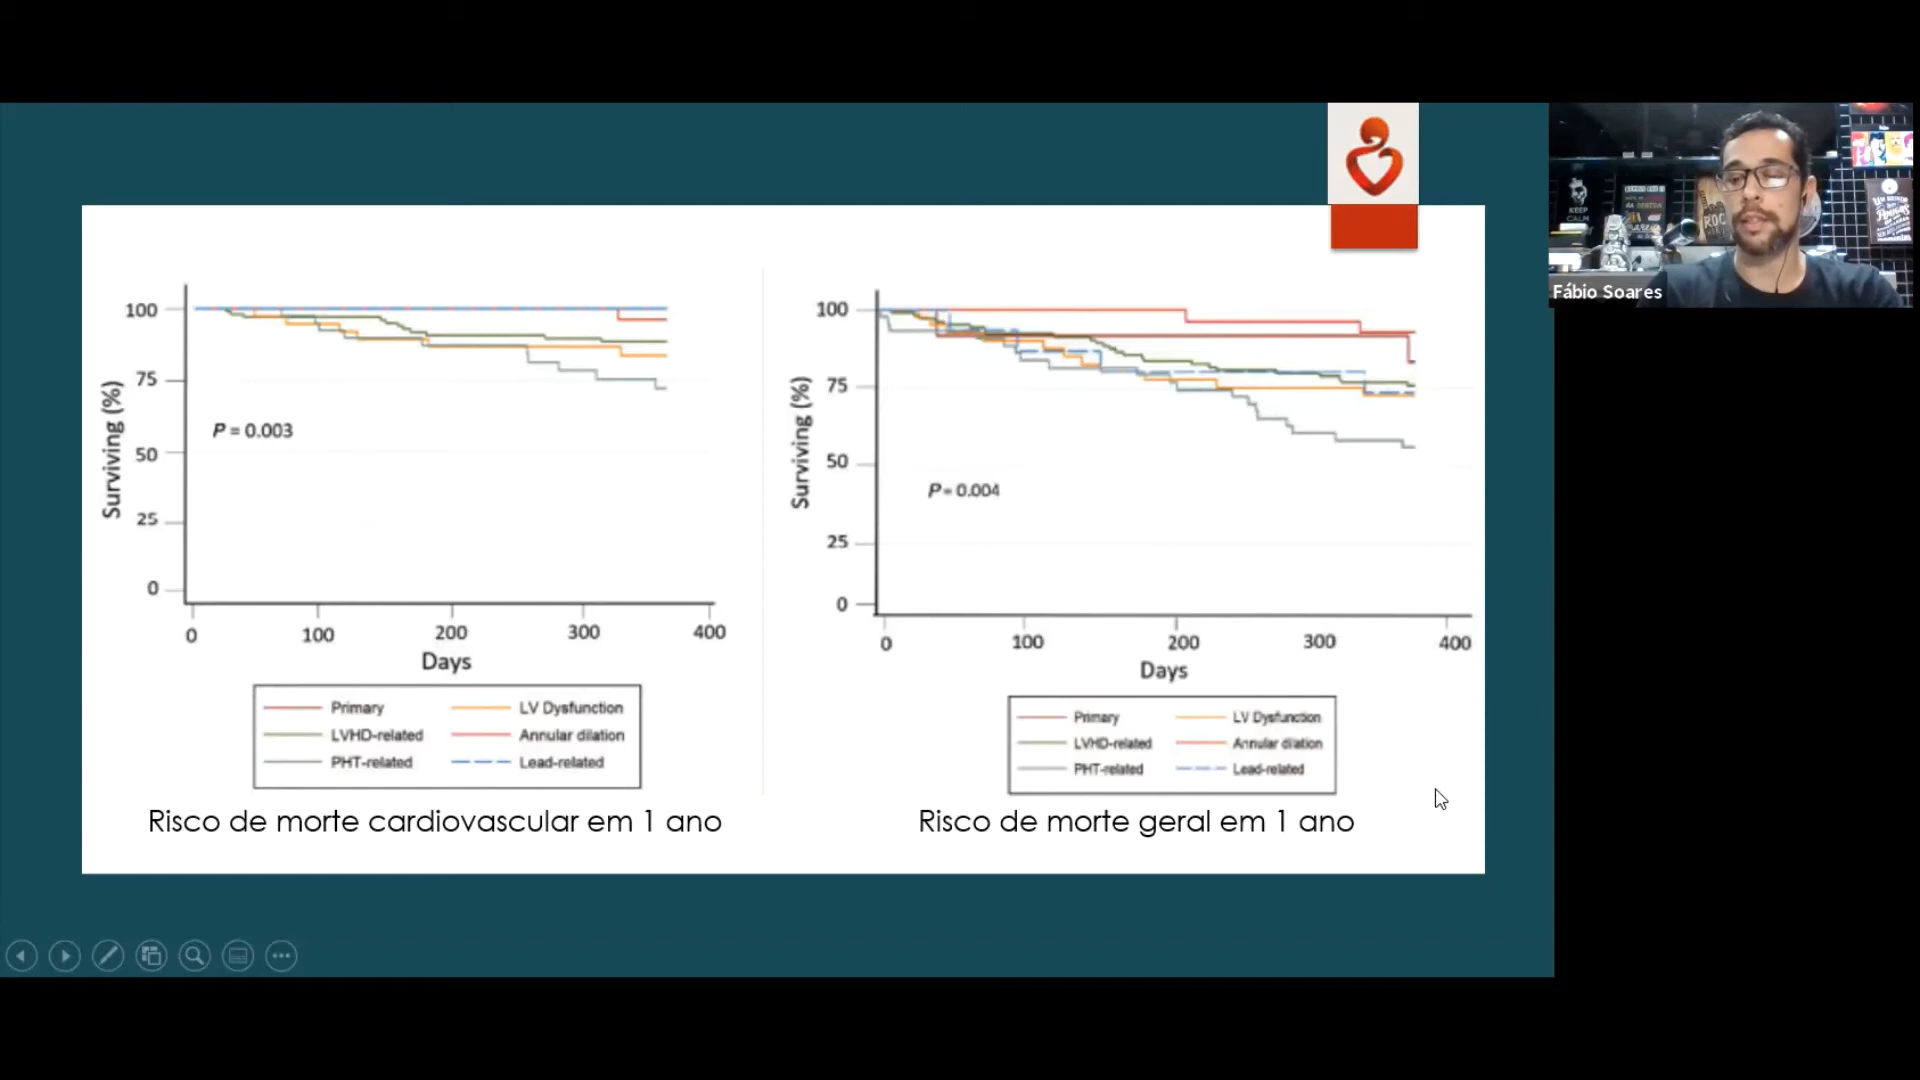 Fábio Soares
KEEP
CALM
ROC
100
75
50
25
0
Surviving (%)
P = 0.003
0 100 200 300 400
Days
Primary LV Dysfunction
LVHD-related Annular dilation
PHT-related Lead-related
Risco de morte cardiovascular em 1 ano
100
75
50
25
0
Surviving (%)
P = 0.004
0 100 200 300 400
Days
Primary LV Dysfunction
LVHD-related Annular dilation
PHT-related Lead-related
Risco de morte geral em 1 ano